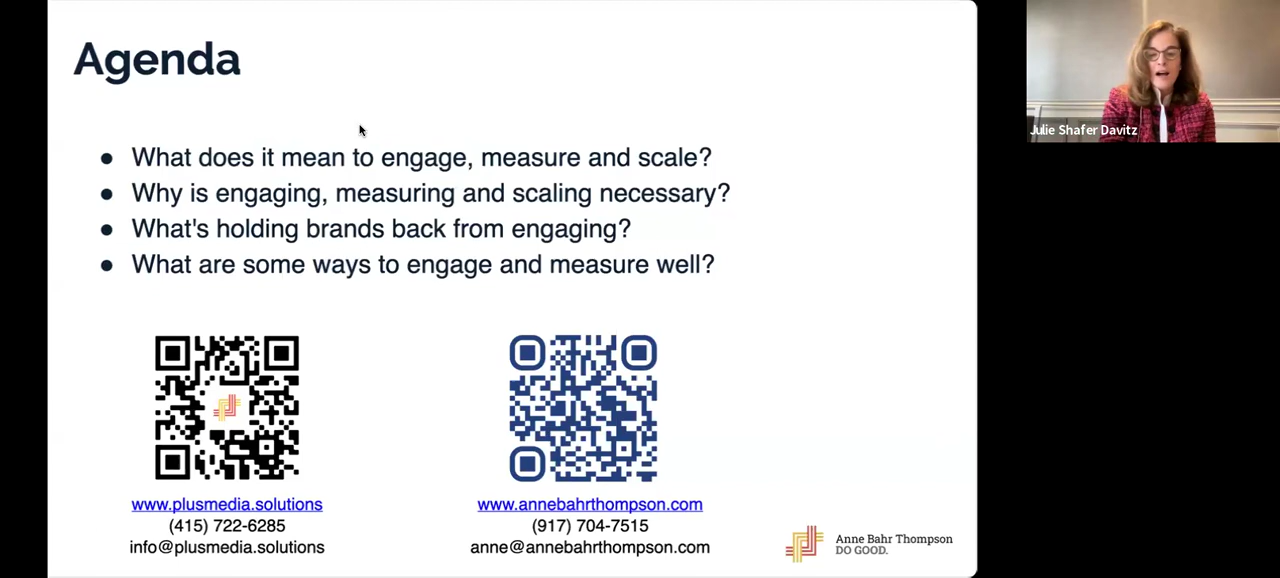 Agenda
● What does it mean to engage, measure and scale?
● Why is engaging, measuring and scaling necessary?
● What's holding brands back from engaging?
● What are some ways to engage and measure well?
www.plusmedia.solutions
(415) 722-6285
info@plusmedia.solutions
www.annebahrthompson.com
(917) 704-7515
anne@annebahrthompson.com
Anne Bahr Thompson
DO GOOD.
Julie Shafer Davitz